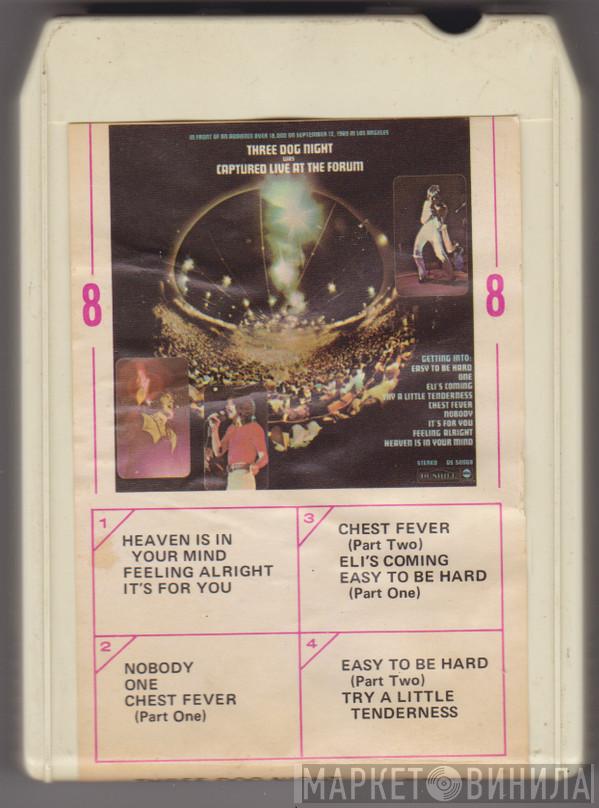 IN FRONT OF AN AUDIENCE OVER 18,000 ON SEPTEMBER 12, 1969 IN LOS ANGELES
THREE DOG NIGHT
WAS
CAPTURED LIVE AT THE FORUM
8
8
GETTING INTO:
EASY TO BE HARD
ONE
ELI'S COMING
TRY A LITTLE TENDERNESS
CHEST FEVER
NOBODY
IT'S FOR YOU
FEELING ALRIGHT
HEAVEN IS IN YOUR MIND
STEREO DS 50068
DUNHILL
1
HEAVEN IS IN
YOUR MIND
FEELING ALRIGHT
IT'S FOR YOU
2
NOBODY
ONE
CHEST FEVER
(Part One)
3
CHEST FEVER
(Part Two)
ELI'S COMING
EASY TO BE HARD
(Part One)
4
EASY TO BE HARD
(Part Two)
TRY A LITTLE
TENDERNESS
МАРКЕТ ВИНИЛА